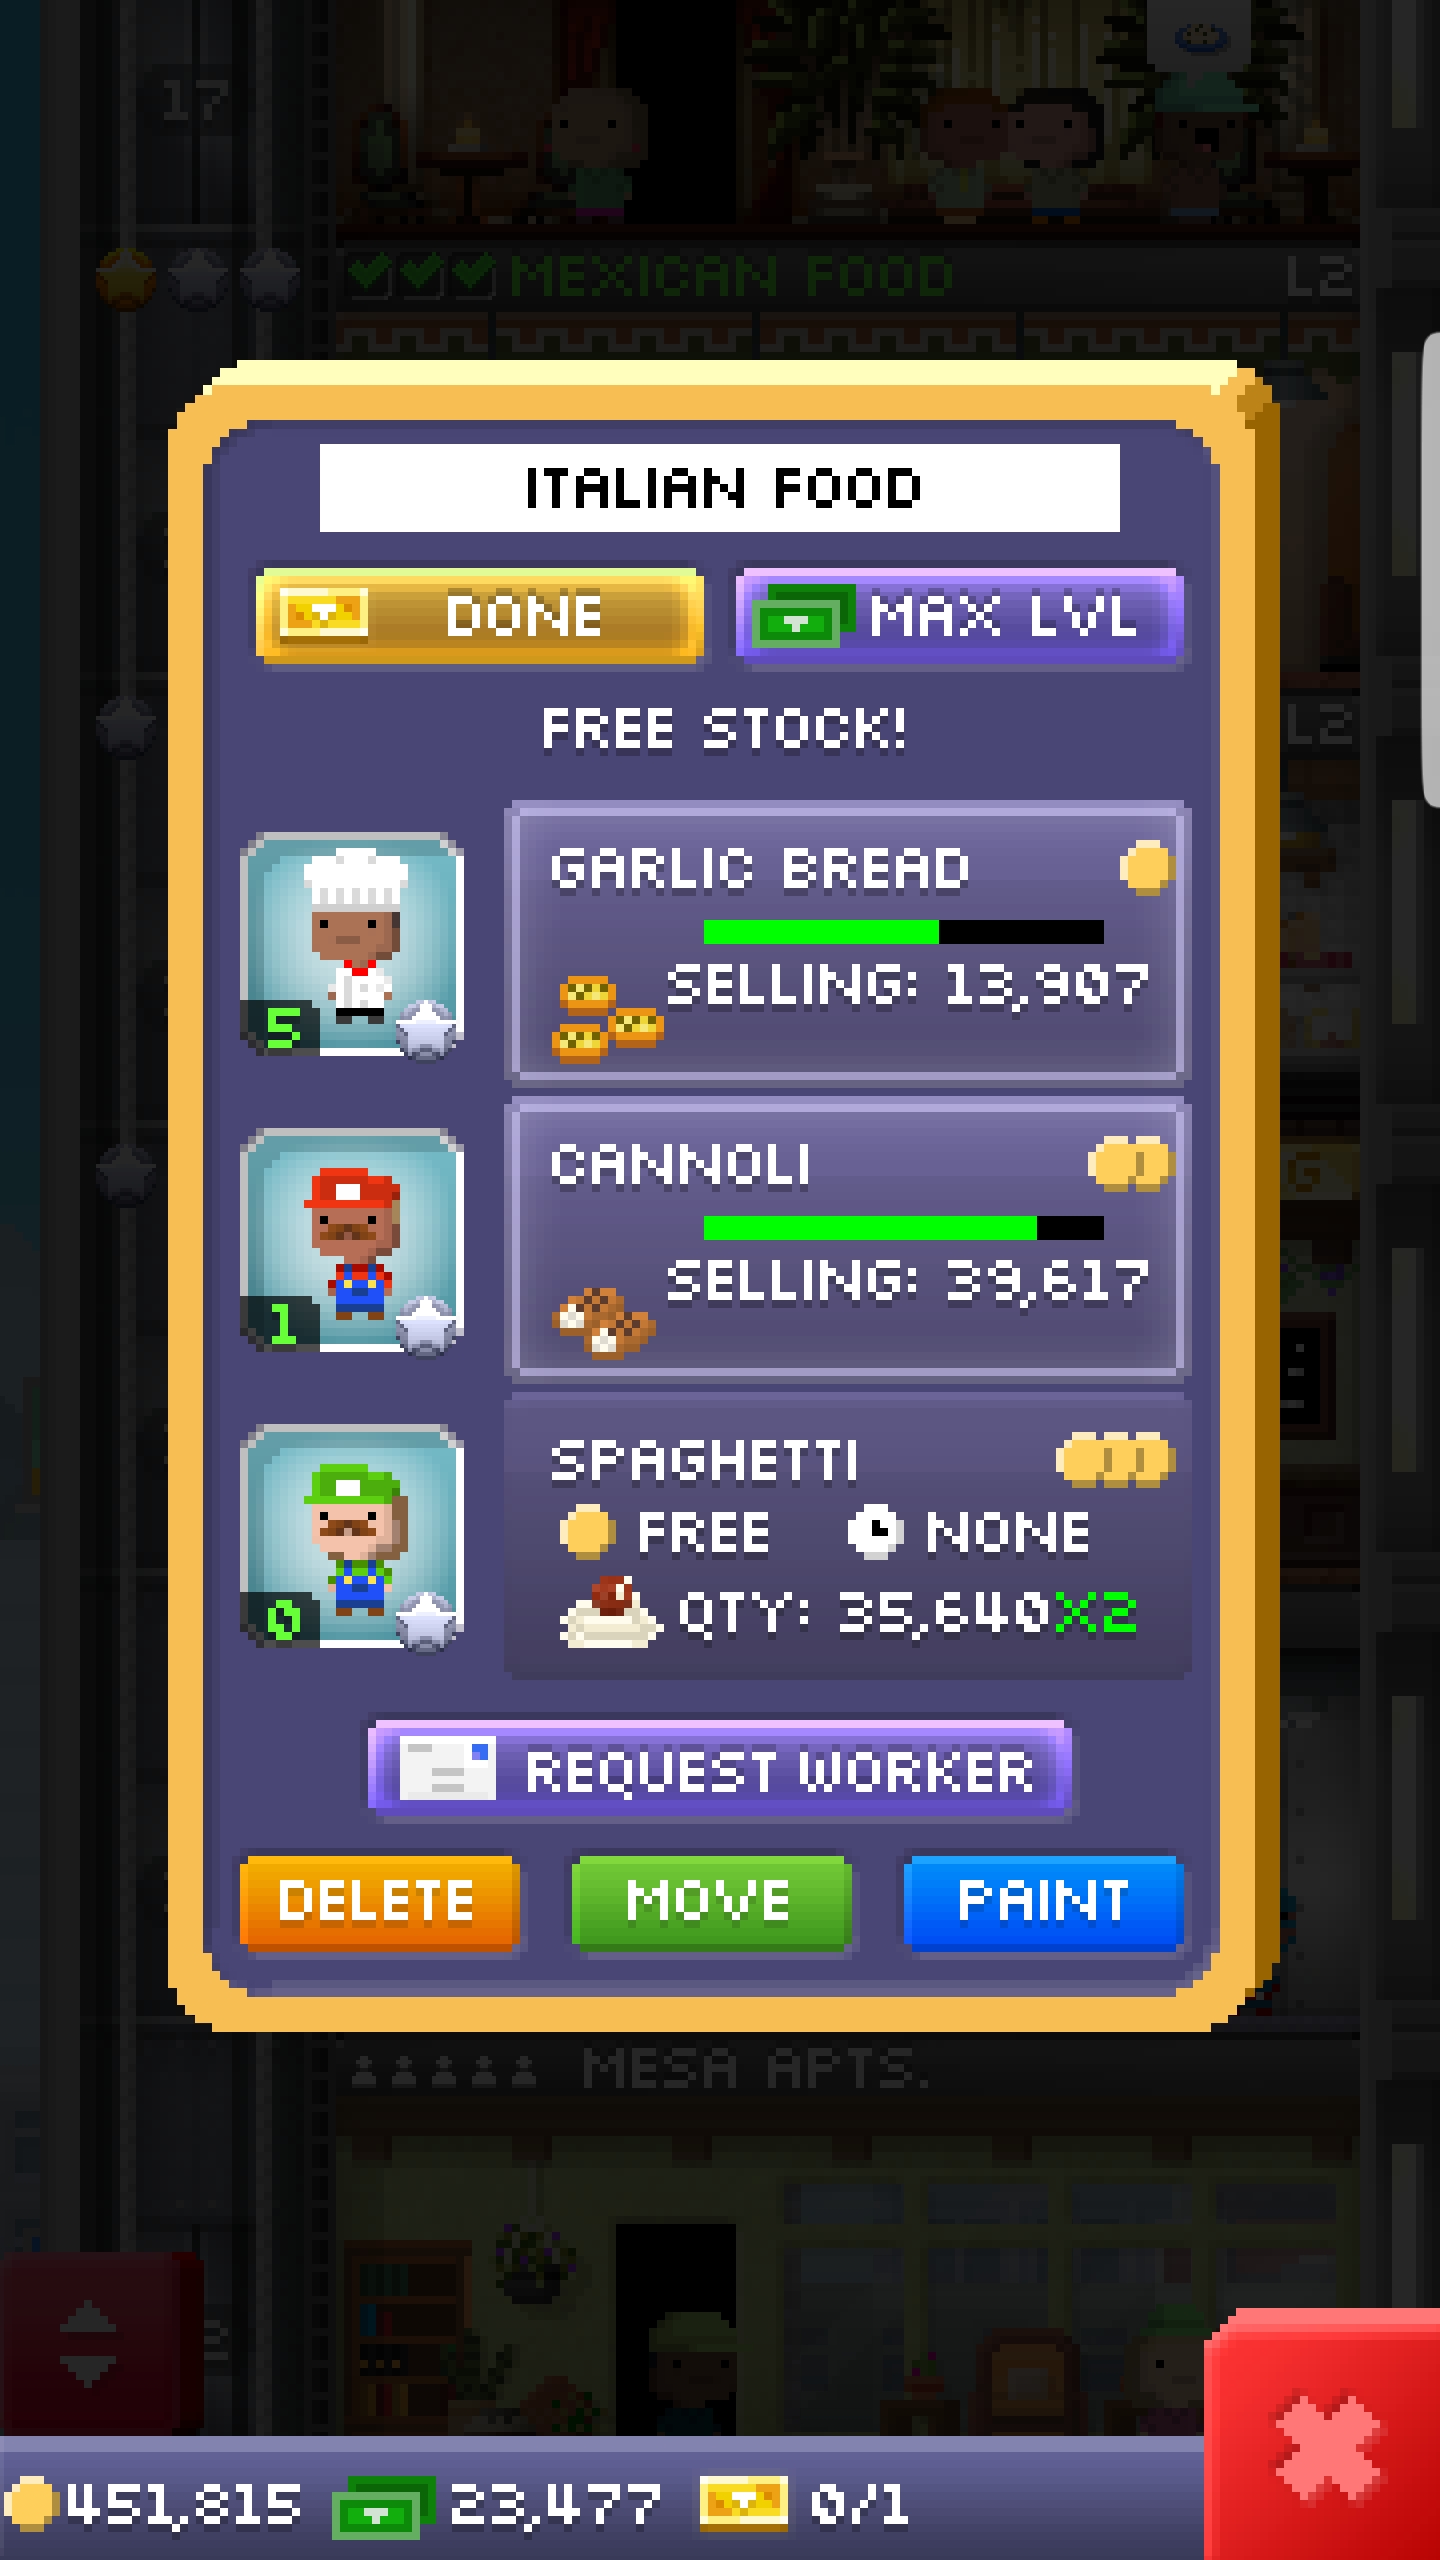 17
MEXICAN FOOD L2
ITALIAN FOOD
DONE MAX LVL
FREE STOCK!
L2
GARLIC BREAD
SELLING: 13,907
5
CANNOLI
SELLING: 39,617
1
SPAGHETTI
FREE NONE
QTY: 35,640X2
0
REQUEST WORKER
DELETE MOVE PAINT
MESA APTS.
451,815 23,477 0/1